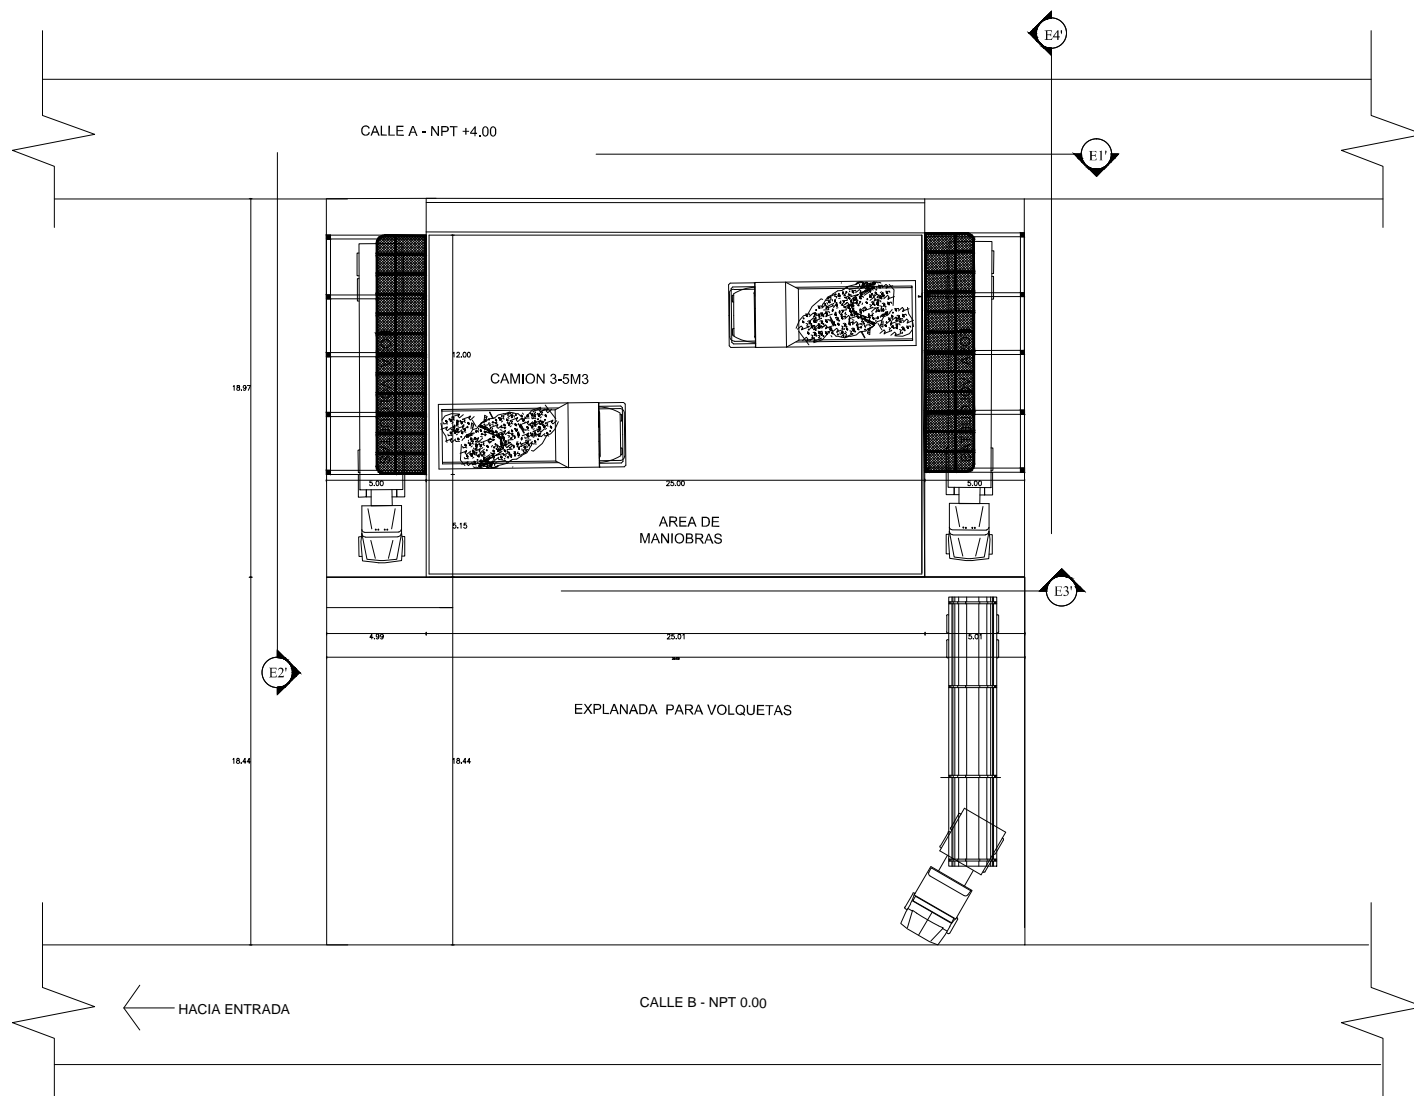 E4'
CALLE A - NPT +4.00
E1'
12.00
18.97
CAMION 3-5M3
5.00
25.00
5.00
5.15
AREA DE
MANIOBRAS
E3'
4.99
25.01
5.01
E2'
EXPLANADA PARA VOLQUETAS
18.44
18.44
HACIA ENTRADA
CALLE B - NPT 0.00